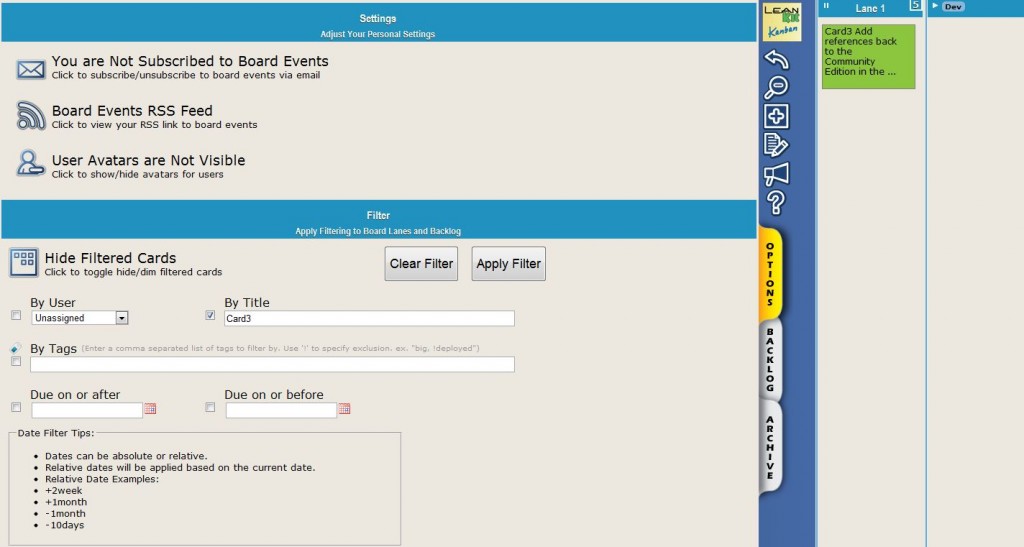 Settings
Adjust Your Personal Settings
You are Not Subscribed to Board Events
Click to subscribe/unsubscribe to board events via email
Board Events RSS Feed
Click to view your RSS link to board events
User Avatars are Not Visible
Click to show/hide avatars for users
Filter
Apply Filtering to Board Lanes and Backlog
Hide Filtered Cards
Click to toggle hide/dim filtered cards
Clear Filter
Apply Filter
By User
By Title
Unassigned
Card3
By Tags (Enter a comma separated list of tags to filter by. Use '!' to specify exclusion. ex. "big, !deployed")
Due on or after
Due on or before
Date Filter Tips:
Dates can be absolute or relative.
Relative dates will be applied based on the current date.
Relative Date Examples:
+2week
+1month
-1month
-10days
LEAN
Kit
Kanban
?
OPTIONS
BACKLOG
ARCHIVE
Lane 1
5
Card3 Add
references back
to the
Community
Edition in the ...
Dev